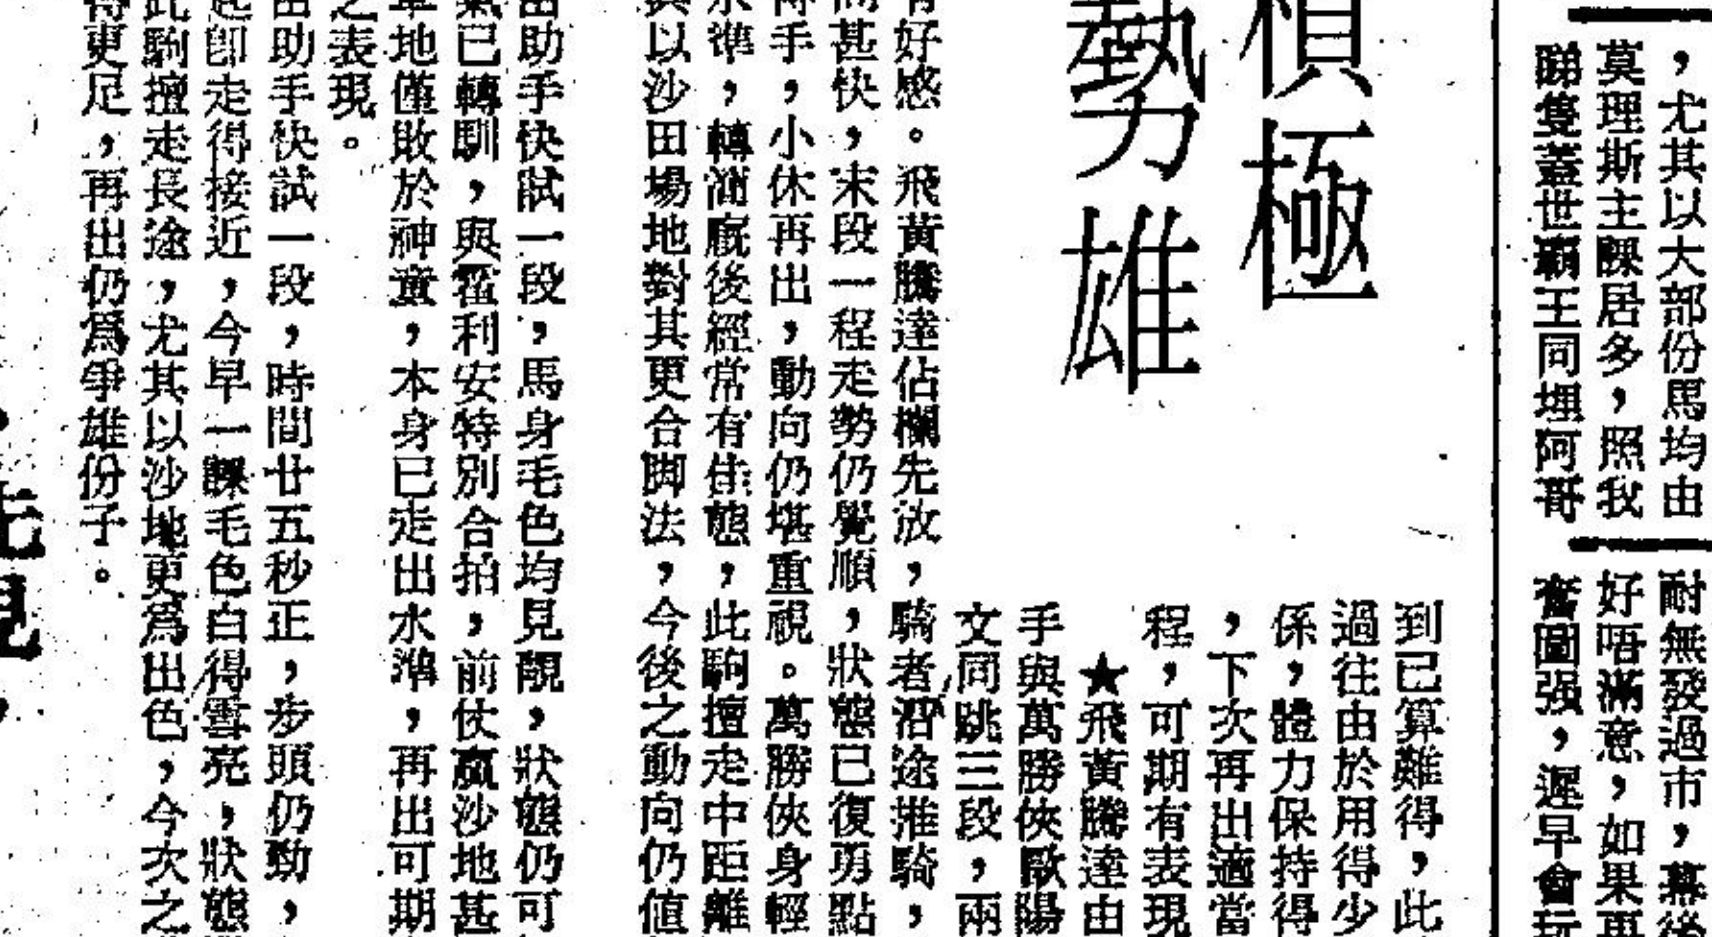 ，尤其以大部份馬均由
莫理斯主課居多，照我
睇隻蓋世霸王同埋阿哥
耐無發過市，幕後
好唔滿意，如果再
奮圖强，遲早會玩
積極
勢雄
到已算難得，此
過往由於用得少
係，體力保持得
，下次再出適當
程，可期有表現
★飛黃騰達由
手與萬勝俠歐陽
文同跳三段，兩
有好感。飛黃騰達佔欄先放，騎者沿途推騎，
甚快，末段一程走勢仍覺順，狀態已復勇點
手，小休再出，動向仍堪重視。萬勝俠身輕
水準，轉廄後經常有佳態，此駒擅走中距離
與以沙田場地對其更合脚法，今後之動向仍值
由助手快試一段，馬身毛色均見靚，狀態仍可
氣已轉馴，與霍利安特別合拍，前仗贏沙地甚
草地僅敗於神童，本身已走出水準，再出可期
之表現。
由助手快試一段，時間廿五秒正，步頭仍勁，
起卽走得接近，今早一課毛色白得雪亮，狀態
此駒擅走長途，尤其以沙地更爲出色，今次之
得更足，再出仍爲爭雄份子。